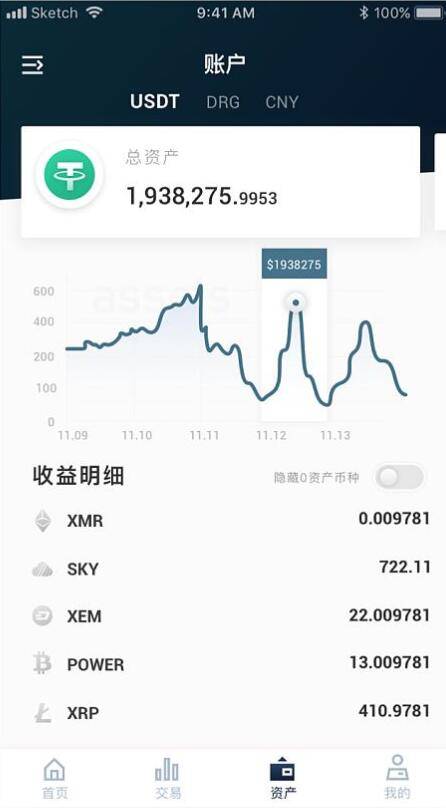 Sketch 9:41 AM 100%
账户
USDT DRG CNY
总资产
1,938,275.9953
$1938275
assets
600
400
200
100
0
11.09 11.10 11.11 11.12 11.13
收益明细 隐藏0资产币种
XMR 0.009781
SKY 722.11
XEM 22.009781
POWER 13.009781
XRP 410.9781
首页 交易 资产 我的